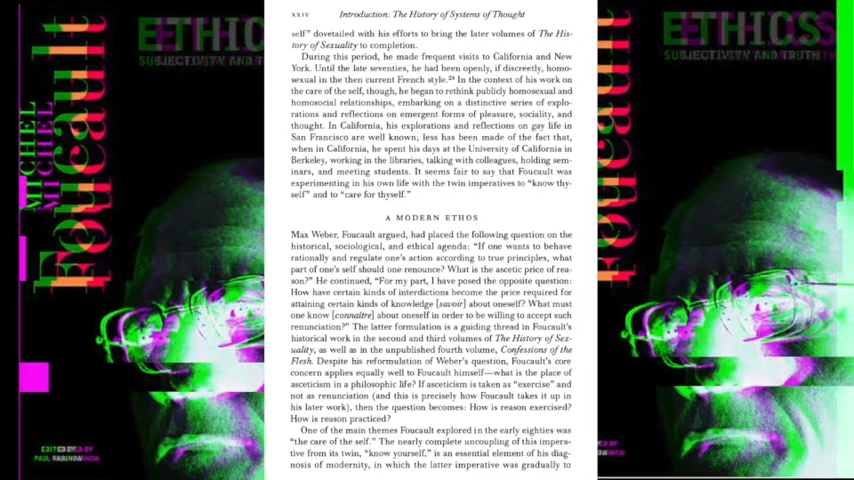 MICHEL
MICHEL
Foucault
ETHICS
SUBJECTIVITY AND T
EDITED BY
PAUL RABINOW
xxiv Introduction: The History of Systems of Thought
self” dovetailed with his efforts to bring the later volumes of The His-
tory of Sexuality to completion.
During this period, he made frequent visits to California and New
York. Until the late seventies, he had been openly, if discreetly, homo-
sexual in the then current French style.²⁴ In the context of his work on
the care of the self, though, he began to rethink publicly homosexual and
homosocial relationships, embarking on a distinctive series of explo-
rations and reflections on emergent forms of pleasure, sociality, and
thought. In California, his explorations and reflections on gay life in
San Francisco are well known; less has been made of the fact that,
when in California, he spent his days at the University of California in
Berkeley, working in the libraries, talking with colleagues, holding sem-
inars, and meeting students. It seems fair to say that Foucault was
experimenting in his own life with the twin imperatives to “know thy-
self” and to “care for thyself.”
A MODERN ETHOS
Max Weber, Foucault argued, had placed the following question on the
historical, sociological, and ethical agenda: “If one wants to behave
rationally and regulate one's action according to true principles, what
part of one's self should one renounce? What is the ascetic price of rea-
son?” He continued, “For my part, I have posed the opposite question:
How have certain kinds of interdictions become the price required for
attaining certain kinds of knowledge [savoir] about oneself? What must
one know [connaître] about oneself in order to be willing to accept such
renunciation?” The latter formulation is a guiding thread in Foucault's
historical work in the second and third volumes of The History of Sex-
uality, as well as in the unpublished fourth volume, Confessions of the
Flesh. Despite his reformulation of Weber's question, Foucault's core
concern applies equally well to Foucault himself—what is the place of
asceticism in a philosophic life? If asceticism is taken as “exercise” and
not as renunciation (and this is precisely how Foucault takes it up in
his later work), then the question becomes: How is reason exercised?
How is reason practiced?
One of the main themes Foucault explored in the early eighties was
“the care of the self.” The nearly complete uncoupling of this impera-
tive from its twin, “know yourself,” is an essential element of his diag-
nosis of modernity, in which the latter imperative was gradually to
Foucault
ETHICS
SUBJECTIVITY AND TRUTH